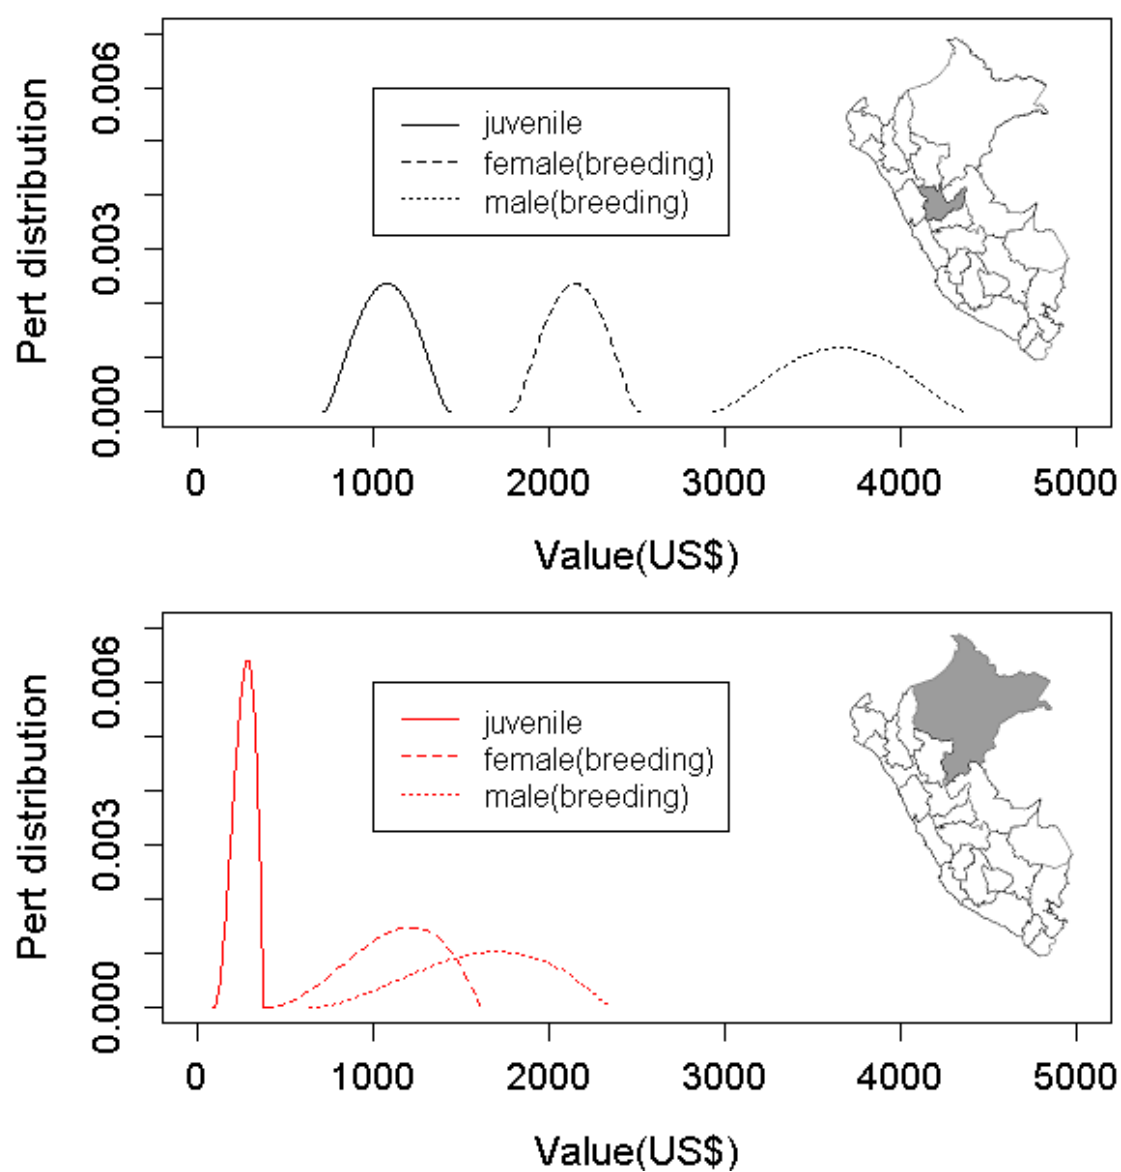 Pert distribution
0.006
0.003
0.000
juvenile
female(breeding)
male(breeding)
0 1000 2000 3000 4000 5000
Value(US$)
Pert distribution
0.006
0.003
0.000
juvenile
female(breeding)
male(breeding)
0 1000 2000 3000 4000 5000
Value(US$)